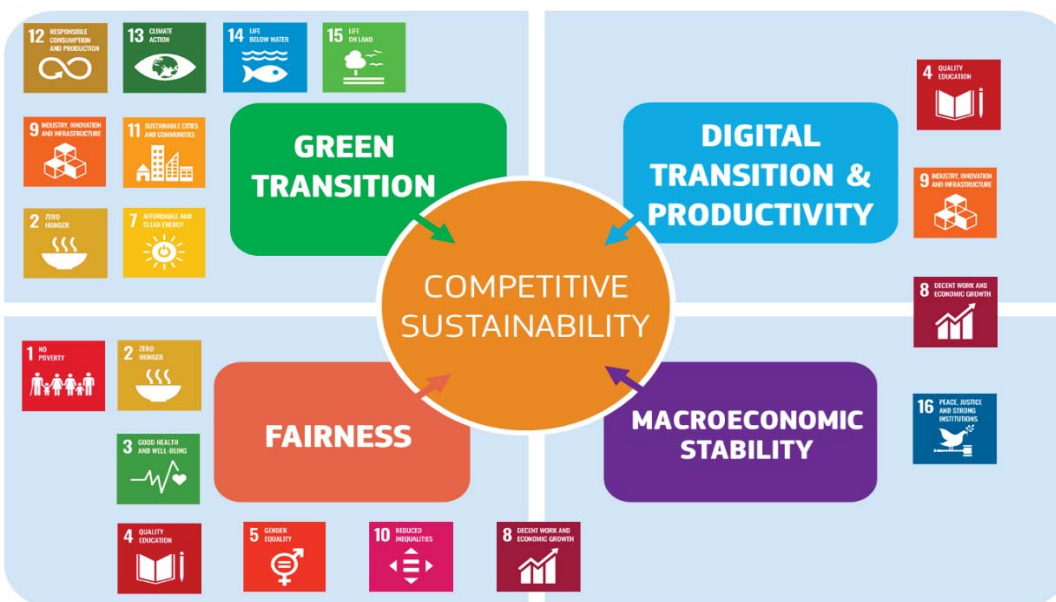 12 RESPONSIBLE
CONSUMPTION
AND PRODUCTION
13 CLIMATE
ACTION
14 LIFE
BELOW WATER
15 LIFE
ON LAND
9 INDUSTRY, INNOVATION
AND INFRASTRUCTURE
11 SUSTAINABLE CITIES
AND COMMUNITIES
2 ZERO
HUNGER
7 AFFORDABLE AND
CLEAN ENERGY
GREEN
TRANSITION
DIGITAL
TRANSITION &
PRODUCTIVITY
4 QUALITY
EDUCATION
9 INDUSTRY, INNOVATION
AND INFRASTRUCTURE
8 DECENT WORK AND
ECONOMIC GROWTH
COMPETITIVE
SUSTAINABILITY
1 NO
POVERTY
2 ZERO
HUNGER
3 GOOD HEALTH
AND WELL-BEING
FAIRNESS
4 QUALITY
EDUCATION
5 GENDER
EQUALITY
10 REDUCED
INEQUALITIES
8 DECENT WORK AND
ECONOMIC GROWTH
MACROECONOMIC
STABILITY
16 PEACE, JUSTICE
AND STRONG
INSTITUTIONS